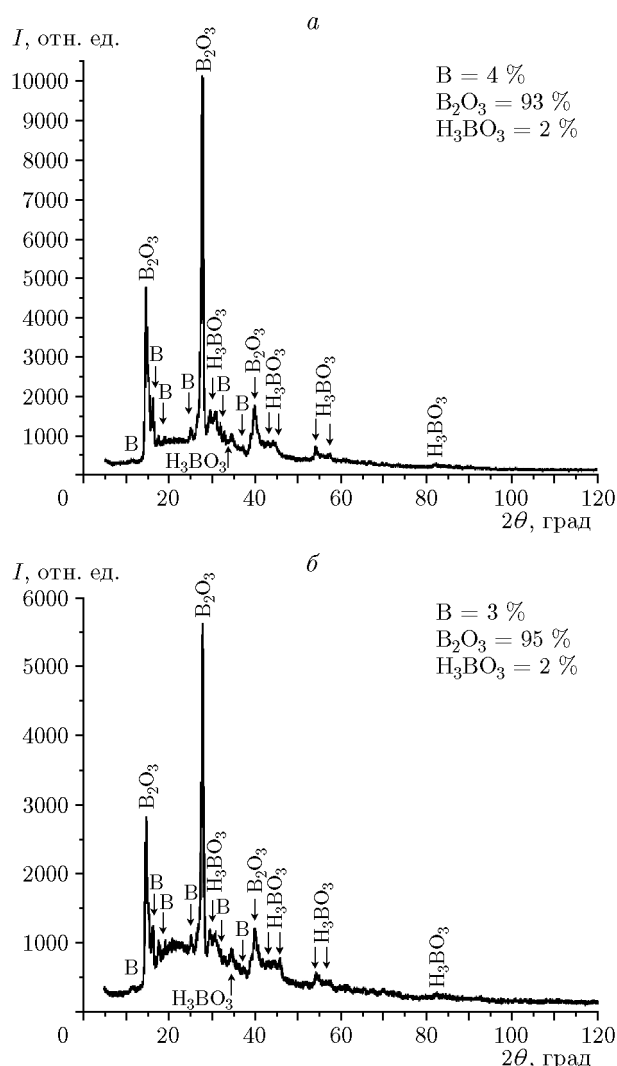 а
I, отн. ед.
B = 4 %
B₂O₃ = 93 %
H₃BO₃ = 2 %
B₂O₃
10000
9000
8000
7000
6000
5000
4000
3000
2000
1000
B₂O₃
B
B
B
H₃BO₃
B
B
B₂O₃
H₃BO₃
H₃BO₃
H₃BO₃
B
H₃BO₃
0 20 40 60 80 100 120
2θ, град
б
I, отн. ед.
B = 3 %
B₂O₃ = 95 %
H₃BO₃ = 2 %
B₂O₃
6000
5000
4000
3000
2000
1000
B₂O₃
B
B
B
H₃BO₃
B
B
B₂O₃
H₃BO₃
H₃BO₃
H₃BO₃
B
H₃BO₃
0 20 40 60 80 100 120
2θ, град